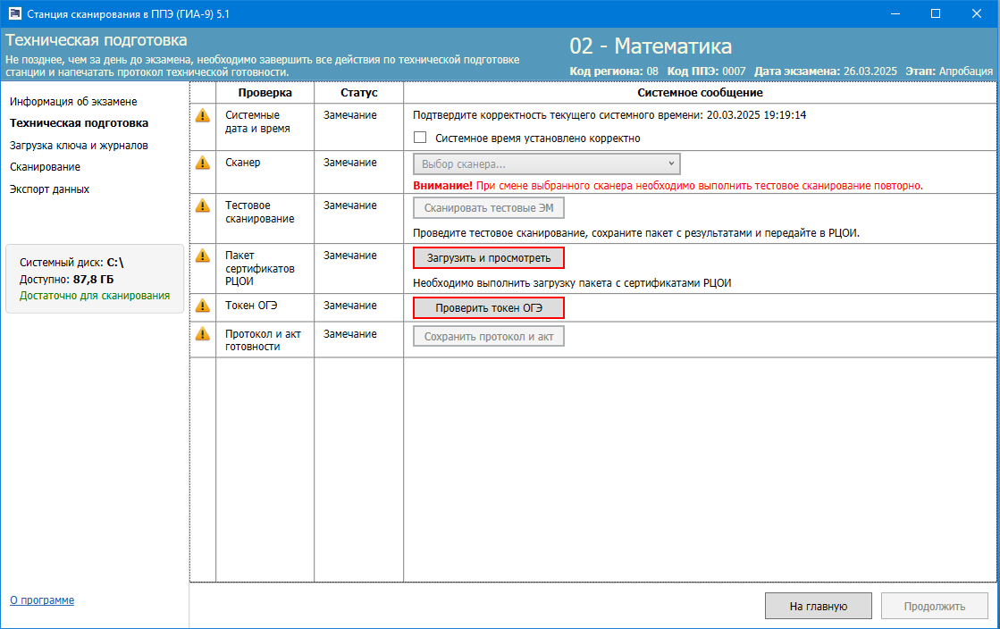 Станция сканирования в ППЭ (ГИА-9) 5.1
Техническая подготовка
Не позднее, чем за день до экзамена, необходимо завершить все действия по технической подготовке
станции и напечатать протокол технической готовности.
02 - Математика
Код региона: 08 Код ППЭ: 0007 Дата экзамена: 26.03.2025 Этап: Апробация
Информация об экзамене
Техническая подготовка
Загрузка ключа и журналов
Сканирование
Экспорт данных
Системный диск: C:\
Доступно: 87,8 ГБ
Достаточно для сканирования
О программе
Проверка Статус Системное сообщение
Системные
дата и время
Замечание
Подтвердите корректность текущего системного времени: 20.03.2025 19:19:14
Системное время установлено корректно
Сканер
Замечание
Выбор сканера...
Внимание! При смене выбранного сканера необходимо выполнить тестовое сканирование повторно.
Тестовое
сканирование
Замечание
Сканировать тестовые ЭМ
Проведите тестовое сканирование, сохраните пакет с результатами и передайте в РЦОИ.
Пакет
сертификатов
РЦОИ
Замечание
Загрузить и просмотреть
Необходимо выполнить загрузку пакета с сертификатами РЦОИ
Токен ОГЭ
Замечание
Проверить токен ОГЭ
Протокол и акт
готовности
Замечание
Сохранить протокол и акт
На главную
Продолжить